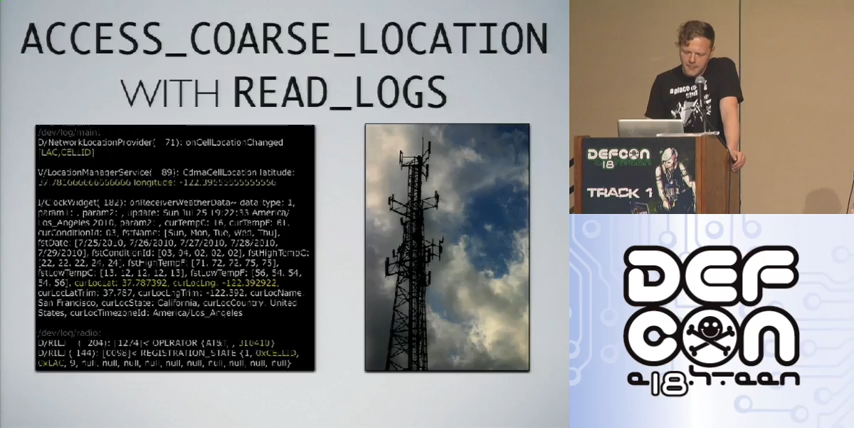 ACCESS_COARSE_LOCATION
WITH READ_LOGS
/dev/log/main:
D/NetworkLocationProvider( 71): onCellLocationChanged
[LAC,CELLID]
V/LocationManagerService( 89): CdmaCellLocation latitude:
37.781666666666666 longitude: -122.39555555555556
I/ClockWidget( 182): onReceiverWeatherData~ data type: 1,
param1: , param2: , update: Sun Jul 25 19:22:33 America/
Los_Angeles 2010, param2: , curTempC: 16, curTempF: 61,
curConditionId: 03, fstName: [Sun, Mon, Tue, Wed, Thu],
fstDate: [7/25/2010, 7/26/2010, 7/27/2010, 7/28/2010,
7/29/2010], fstConditionId: [03, 04, 02, 02, 02], fstHighTempC:
[22, 22, 22, 24, 24], fstHighTempF: [71, 72, 72, 75, 75],
fstLowTempC: [13, 12, 12, 12, 13], fstLowTempF: [56, 54, 54,
54, 56], curLocLat: 37.787392, curLocLng: -122.392922,
curLocLatTrim: 37.787, curLocLngTrim: -122.392, curLocName:
San Francisco, curLocState: California, curLocCountry: United
States, curLocTimezoneId: America/Los_Angeles
/dev/log/radio:
D/RILJ ( 204): [1274]< OPERATOR {AT&T, , 310410}
D/RILJ ( 144): [0098]< REGISTRATION_STATE {1, 0xCELLID,
0xLAC, 9, null, null, null, null, null, null, null, null, null, null}
DEFCON
18
TRACK 1
DEF
CON
18